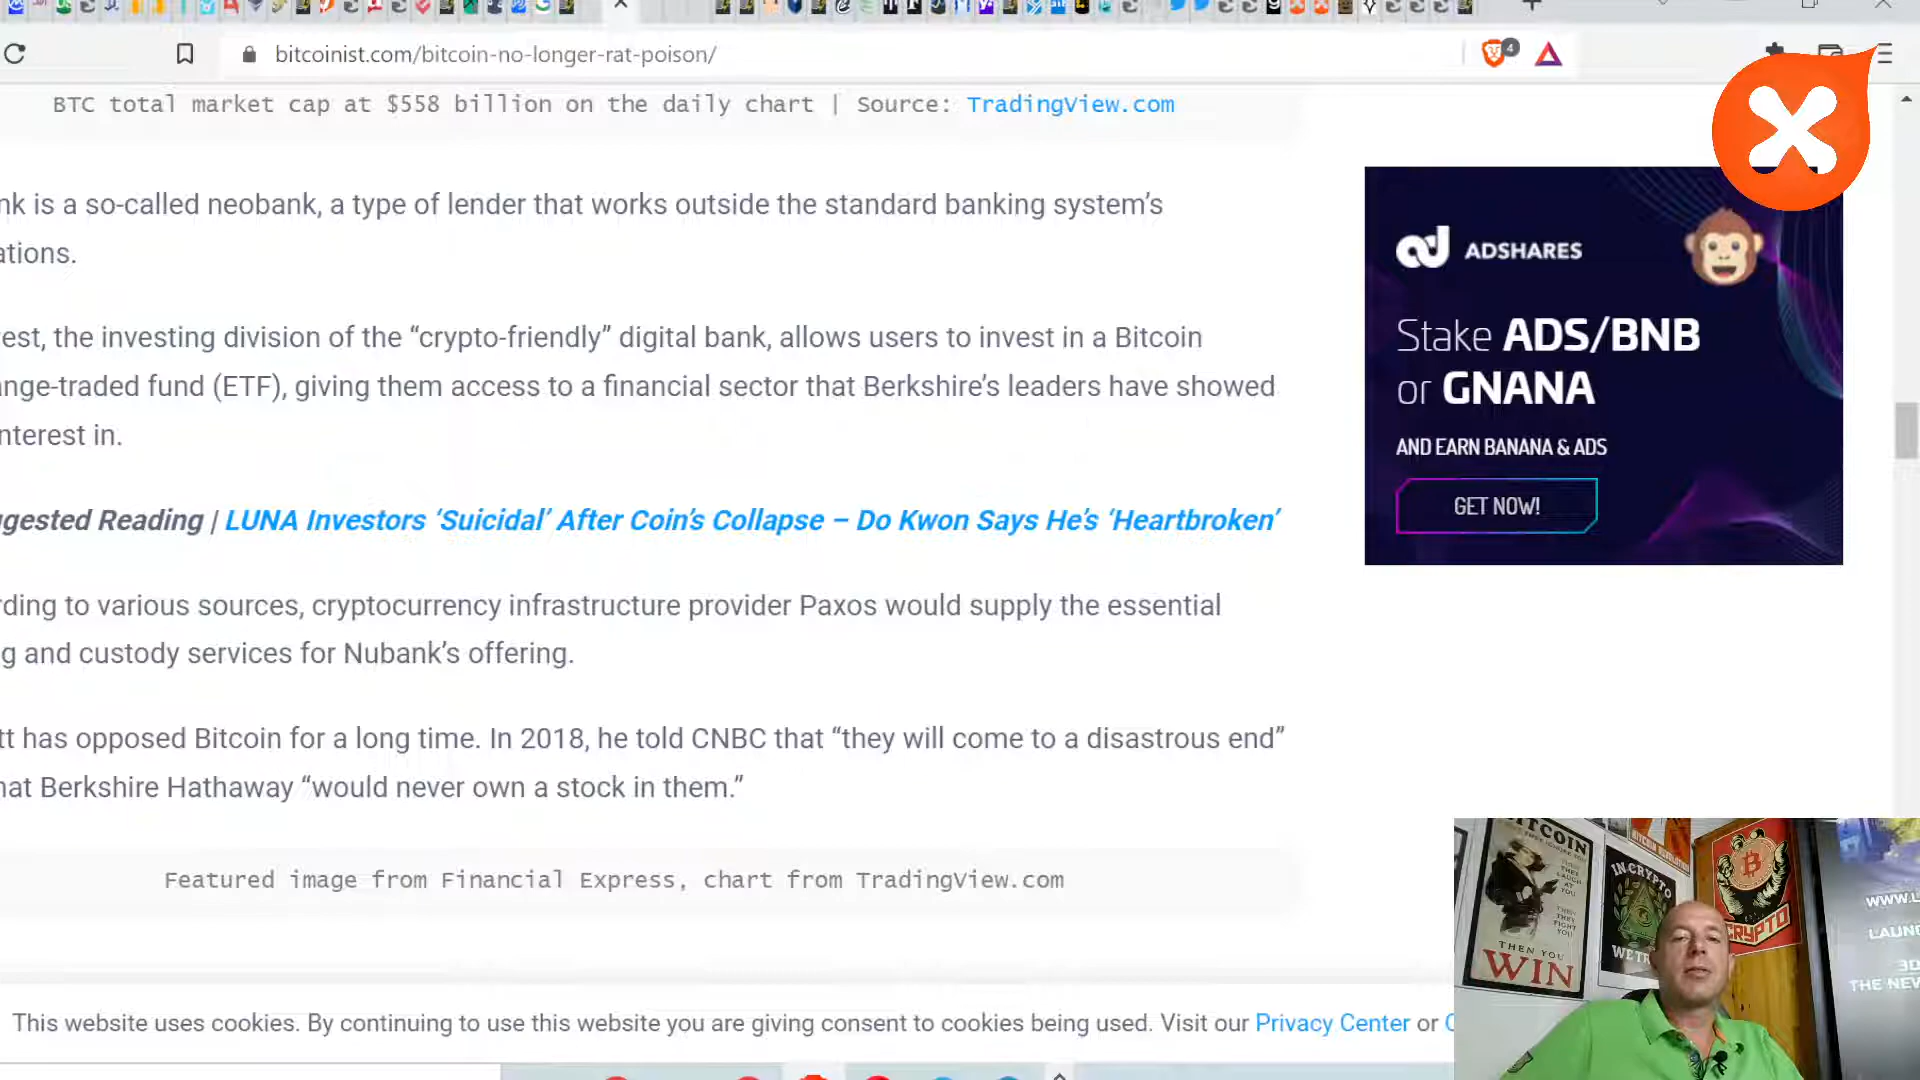 bitcoinist.com/bitcoin-no-longer-rat-poison/
4
BTC total market cap at $558 billion on the daily chart | Source: TradingView.com
nk is a so-called neobank, a type of lender that works outside the standard banking system's
ations.
est, the investing division of the “crypto-friendly” digital bank, allows users to invest in a Bitcoin
ange-traded fund (ETF), giving them access to a financial sector that Berkshire’s leaders have showed
nterest in.
ggested Reading | LUNA Investors ‘Suicidal’ After Coin’s Collapse – Do Kwon Says He’s ‘Heartbroken’
rding to various sources, cryptocurrency infrastructure provider Paxos would supply the essential
g and custody services for Nubank’s offering.
tt has opposed Bitcoin for a long time. In 2018, he told CNBC that “they will come to a disastrous end”
hat Berkshire Hathaway “would never own a stock in them.”
Featured image from Financial Express, chart from TradingView.com
ADSHARES
Stake ADS/BNB
or GNANA
AND EARN BANANA & ADS
GET NOW!
This website uses cookies. By continuing to use this website you are giving consent to cookies being used. Visit our Privacy Center or
ITCOIN
THEY
LAUGH
AT
YOU
THEN
THEY
FIGHT
YOU
THEN YOU
WIN
IN CRYPTO
WE TR
CRYPTO
WWW.L
LAUN
3D
THE NEW